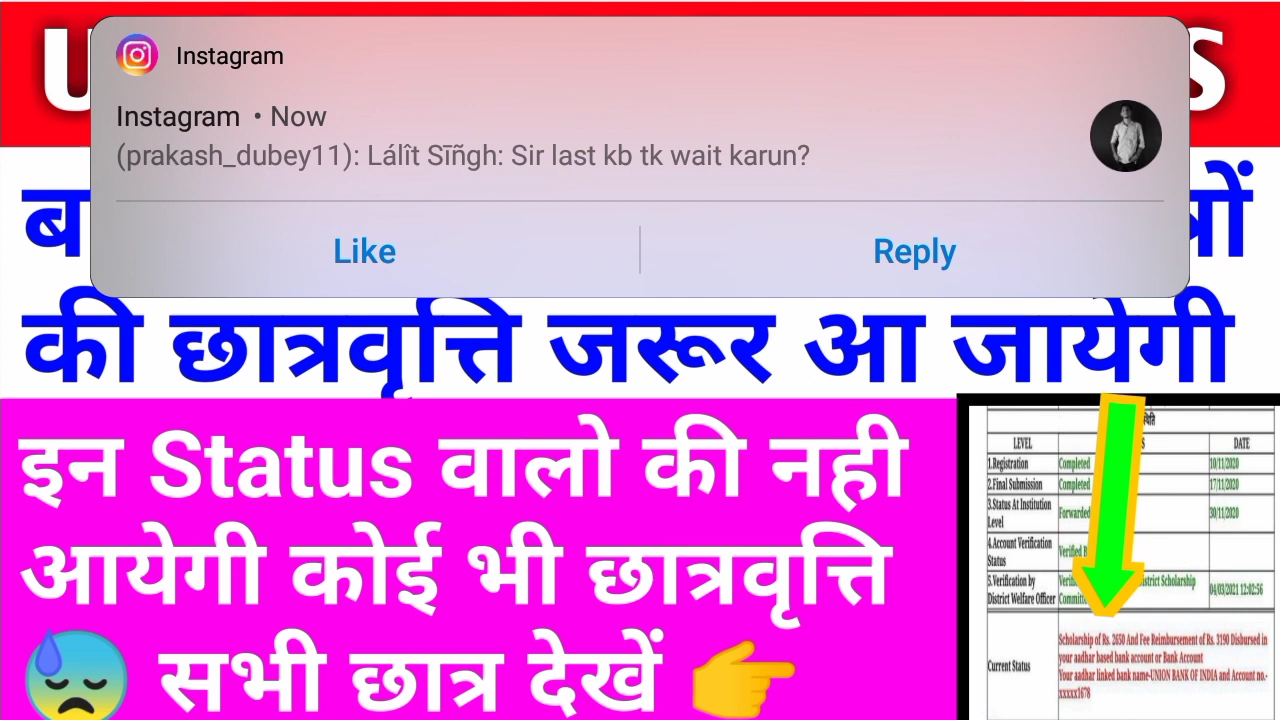 Instagram
Instagram • Now
(prakash_dubey11): Lálît Sīñgh: Sir last kb tk wait karun?
Like
Reply
की छात्रवृत्ति जरूर आ जायेगी
इन Status वालो की नही
आयेगी कोई भी छात्रवृत्ति
सभी छात्र देखें
LEVEL DATE
1.Registration Completed 10/11/2020
2.Final Submission Completed 17/11/2020
3.Status At Institution Level Forwarded 30/11/2020
4.Account Verification Status
5.Verification by District Welfare Officer District Scholarship 04/03/2021 12:02:56
Current Status
Scholarship of Rs. 2650 And Fee Reimbursement of Rs. 3190 Disbursed in
your aadhar based bank account or Bank Account
Your aadhar linked bank name-UNION BANK OF INDIA and Account no.-
xxxxx1678